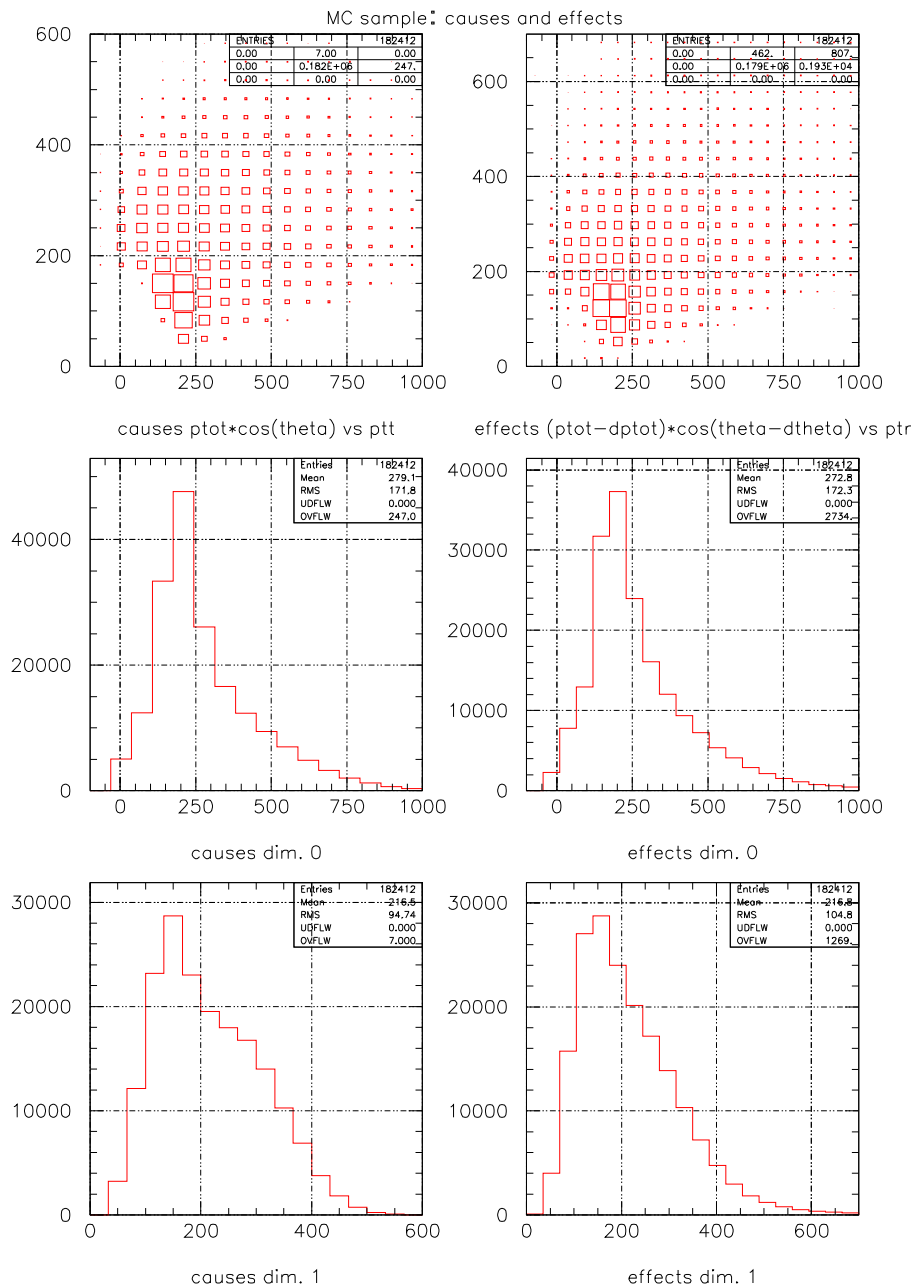 MC sample: causes and effects
600
400
200
0
0 250 500 750 1000
ENTRIES 182412
0.00 7.00 0.00
0.00 0.182E+06 247.
0.00 0.00 0.00
causes ptot*cos(theta) vs ptt
600
400
200
0
0 250 500 750 1000
ENTRIES 182412
0.00 462. 807.
0.00 0.179E+06 0.193E+04
0.00 0.00 0.00
effects (ptot-dptot)*cos(theta-dtheta) vs ptr
40000
20000
0
0 250 500 750 1000
Entries 182412
Mean 279.1
RMS 171.8
UDFLW 0.000
OVFLW 247.0
causes dim. 0
40000
30000
20000
10000
0
0 250 500 750 1000
Entries 182412
Mean 272.8
RMS 172.3
UDFLW 0.000
OVFLW 2734.
effects dim. 0
30000
20000
10000
0
0 200 400 600
Entries 182412
Mean 216.5
RMS 94.74
UDFLW 0.000
OVFLW 7.000
causes dim. 1
30000
20000
10000
0
0 200 400 600
Entries 182412
Mean 216.8
RMS 104.8
UDFLW 0.000
OVFLW 1269.
effects dim. 1